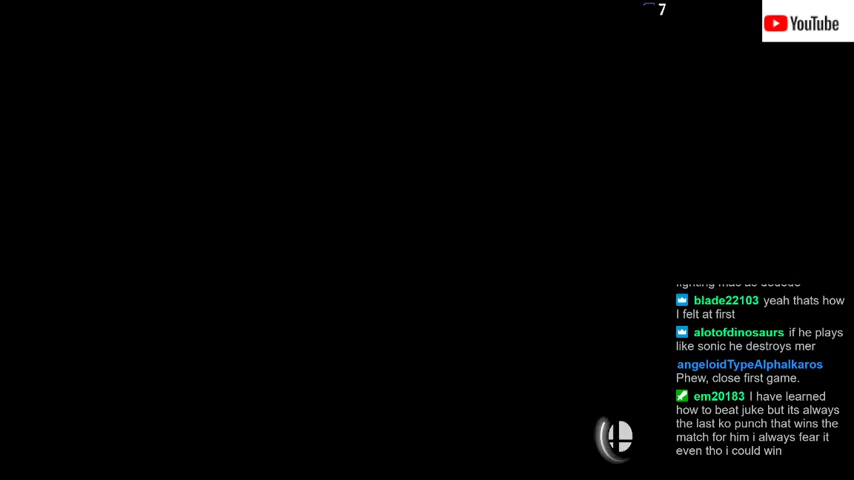 7
YouTube
blade22103 yeah thats how
I felt at first
alotofdinosaurs if he plays
like sonic he destroys mer
angeloidTypeAlphaIkaros
Phew, close first game.
em20183 I have learned
how to beat juke but its always
the last ko punch that wins the
match for him i always fear it
even tho i could win